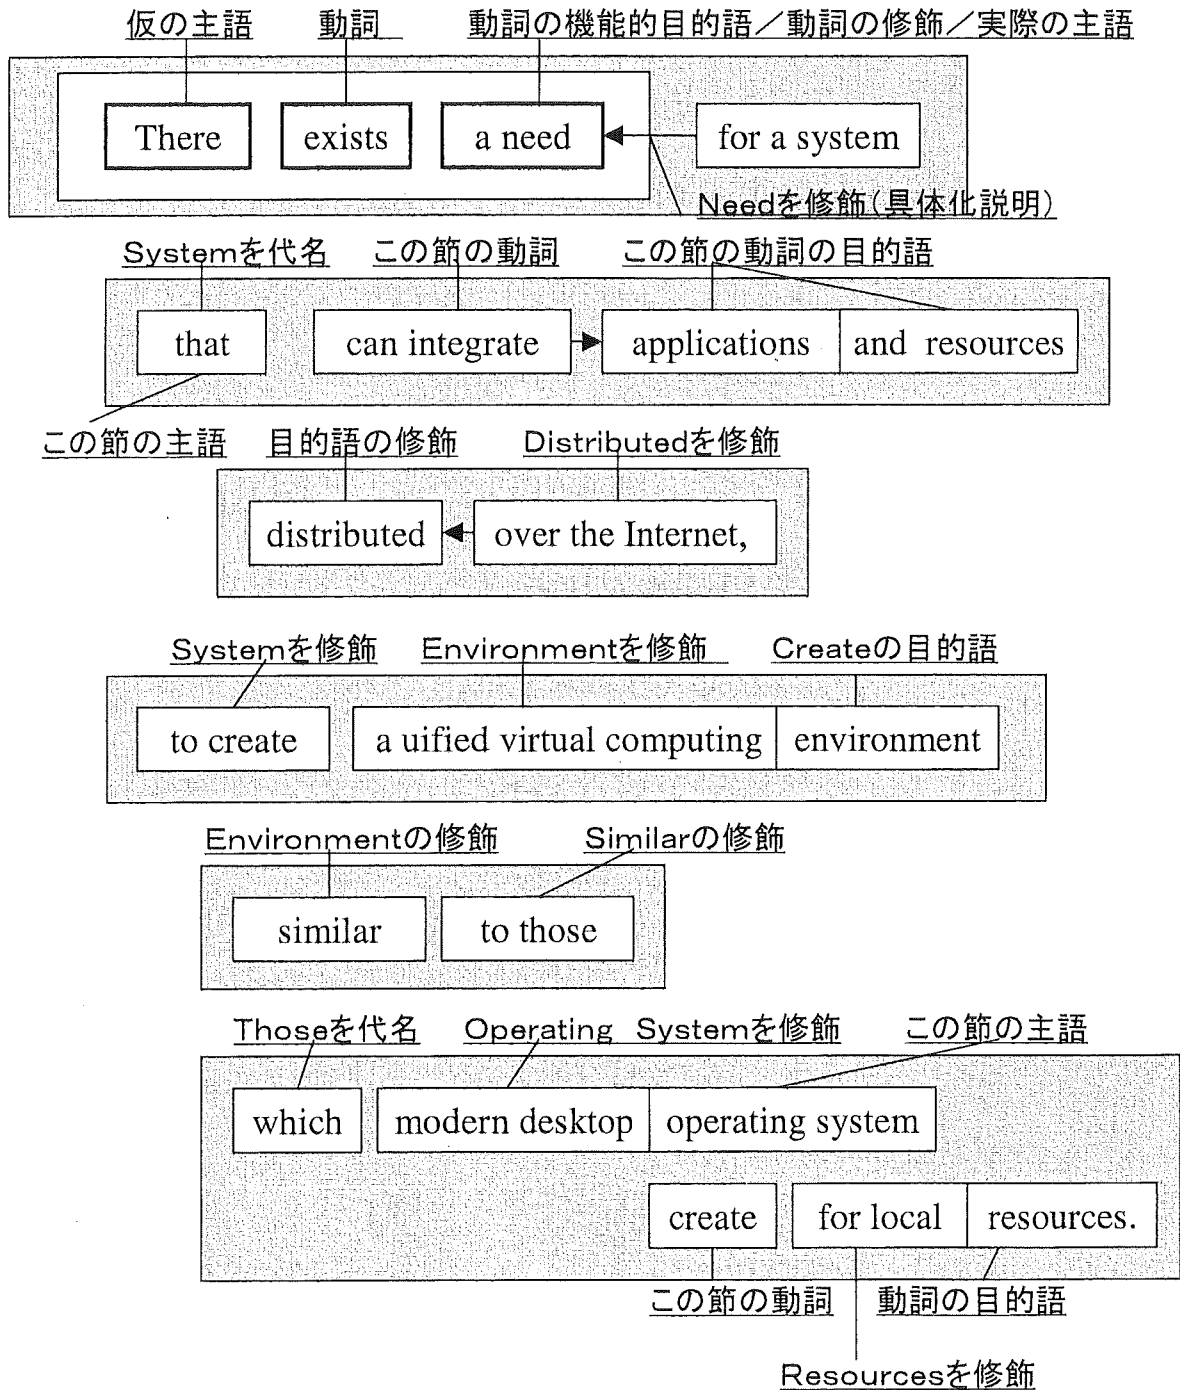 仮の主語 動詞 動詞の機能的目的語／動詞の修飾／実際の主語
There exists a need for a system
Needを修飾(具体化説明)
Systemを代名 この節の動詞 この節の動詞の目的語
that can integrate applications and resources
この節の主語 目的語の修飾 Distributedを修飾
distributed over the Internet,
Systemを修飾 Environmentを修飾 Createの目的語
to create a uified virtual computing environment
Environmentの修飾 Similarの修飾
similar to those
Thoseを代名 Operating Systemを修飾 この節の主語
which modern desktop operating system
create for local resources.
この節の動詞 動詞の目的語
Resourcesを修飾